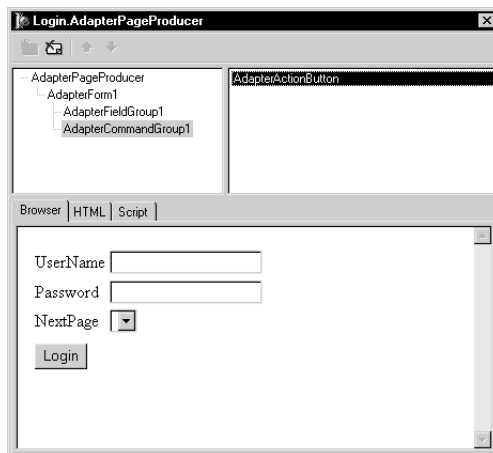 Login.AdapterPageProducer
AdapterPageProducer
AdapterForm1
AdapterFieldGroup1
AdapterCommandGroup1
AdapterActionButton
Browser HTML Script
UserName
Password
NextPage
Login